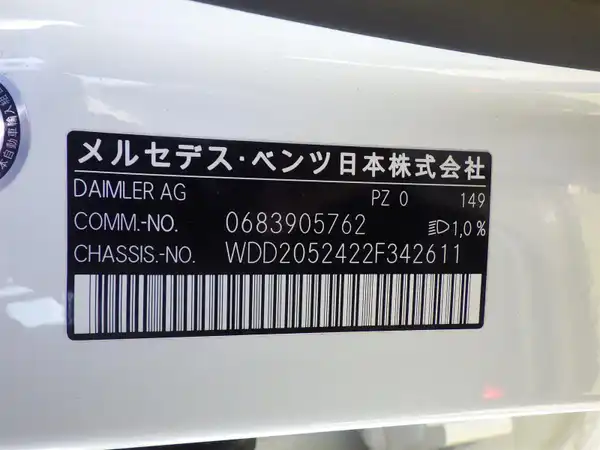 メルセデス・ベンツ日本株式会社
DAIMLER AG PZ 0 149
COMM.-NO. 0683905762 1,0%
CHASSIS.-NO. WDD2052422F342611